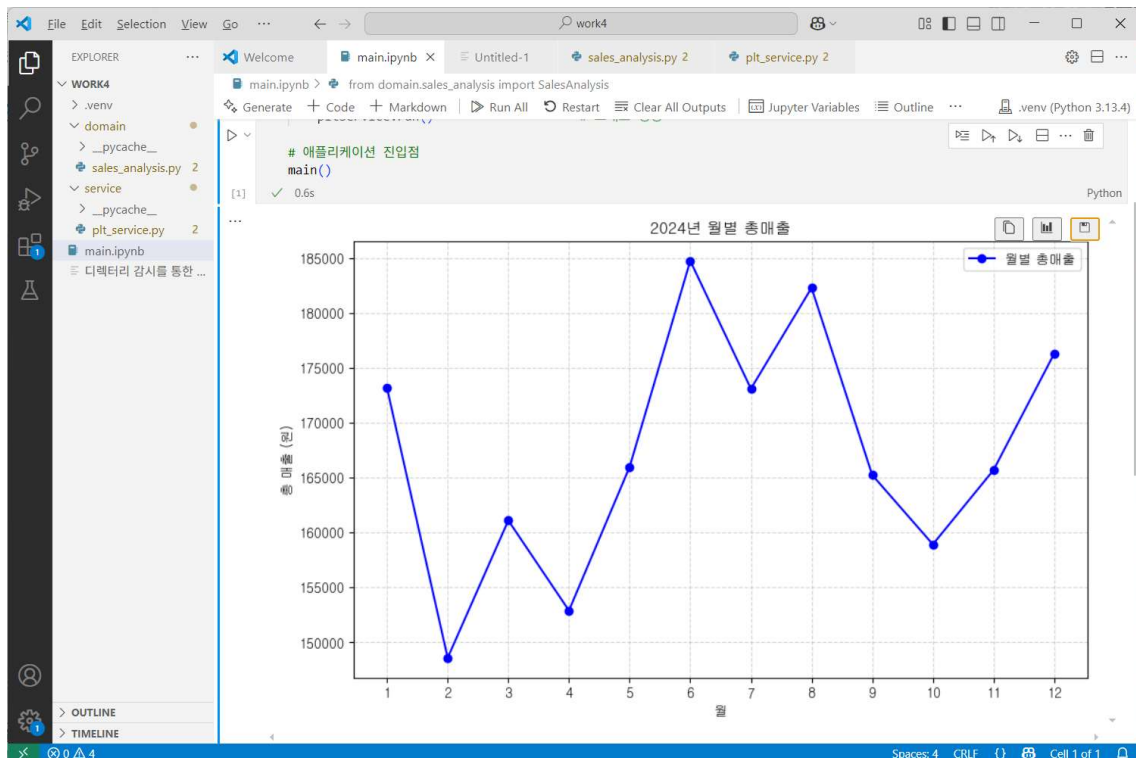 File Edit Selection View Go ··· work4
EXPLORER ···
WORK4
.venv
domain
__pycache__
sales_analysis.py 2
service
__pycache__
plt_service.py 2
main.ipynb
디렉터리 감시를 통한 ...
OUTLINE
TIMELINE
Welcome main.ipynb Untitled-1 sales_analysis.py 2 plt_service.py 2
main.ipynb > from domain.sales_analysis import SalesAnalysis
Generate + Code + Markdown Run All Restart Clear All Outputs Jupyter Variables Outline ··· .venv (Python 3.13.4)
# 애플리케이션 진입점
main()
[1] 0.6s Python
2024년 월별 총매출
월별 총매출
총 매출 (원)
185000
180000
175000
170000
165000
160000
155000
150000
1 2 3 4 5 6 7 8 9 10 11 12
월
1
1
0 4 Spaces: 4 CRLF {} Cell 1 of 1